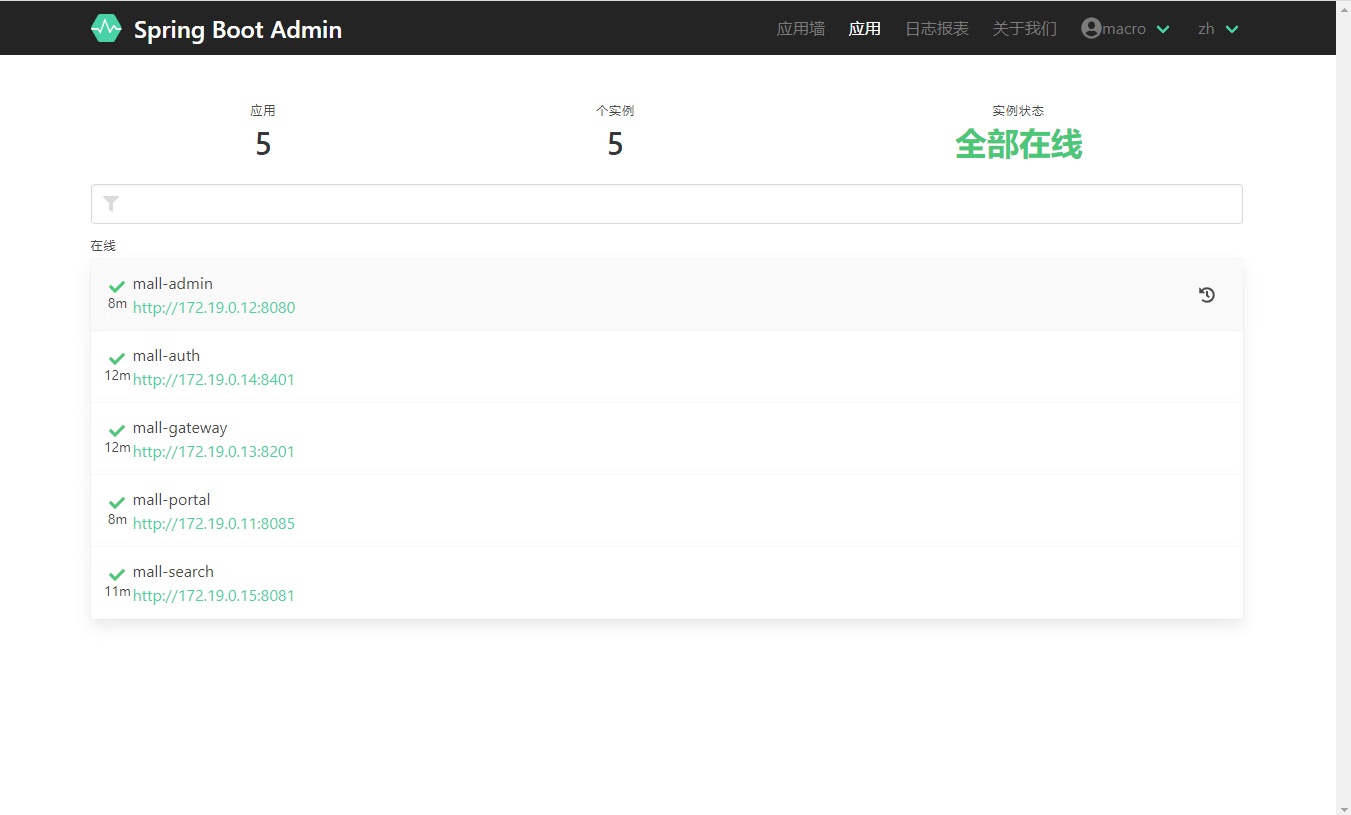 Spring Boot Admin
应用墙 应用 日志报表 关于我们 macro zh
应用 个实例 实例状态
5 5 全部在线
在线
mall-admin
8m http://172.19.0.12:8080
mall-auth
12m http://172.19.0.14:8401
mall-gateway
12m http://172.19.0.13:8201
mall-portal
8m http://172.19.0.11:8085
mall-search
11m http://172.19.0.15:8081